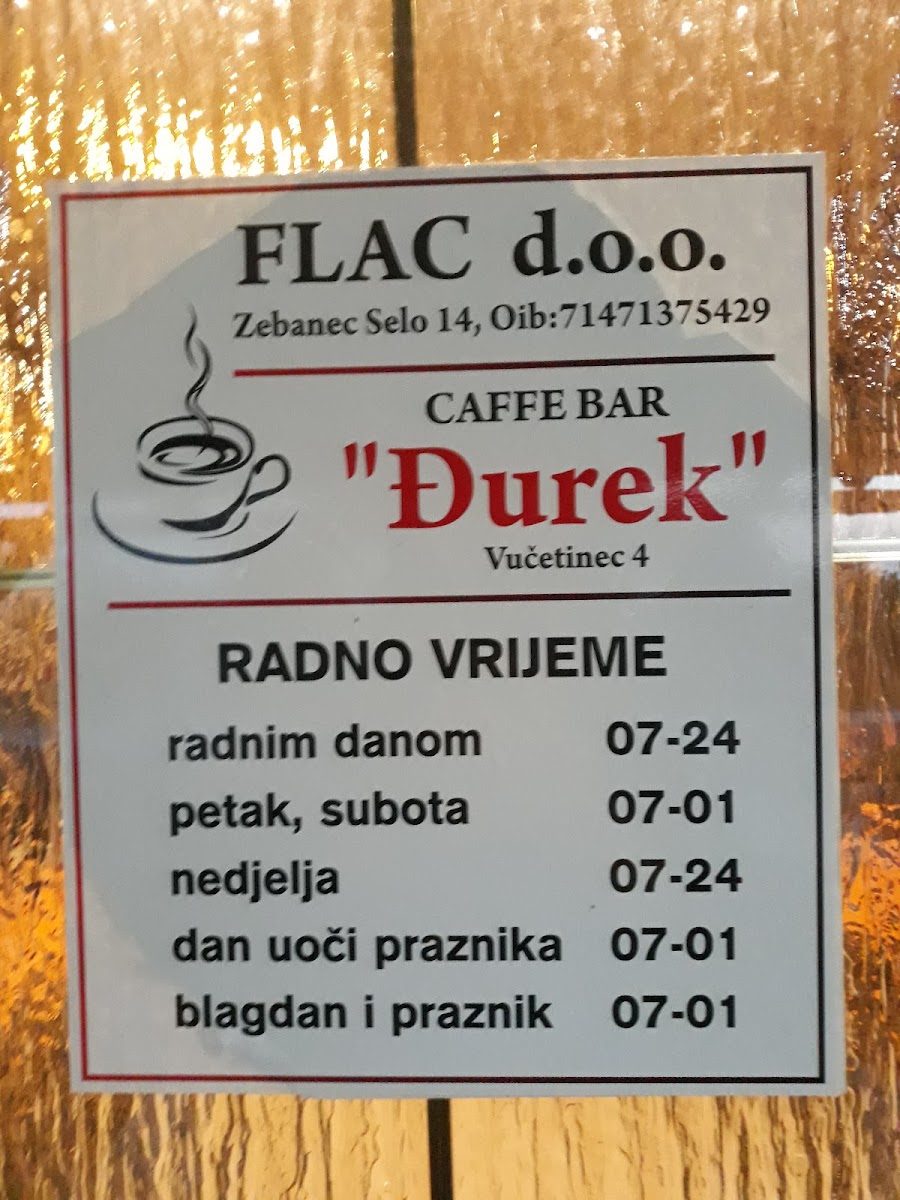 FLAC d.o.o.
Zebanec Selo 14, Oib:71471375429
CAFFE BAR
"Đurek"
Vučetinec 4
RADNO VRIJEME
radnim danom 07-24
petak, subota 07-01
nedjelja 07-24
dan uoči praznika 07-01
blagdan i praznik 07-01